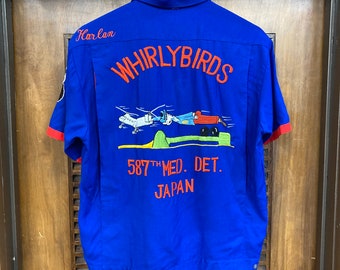 Harlan
WHIRLYBIRDS
587TH MED. DET.
JAPAN